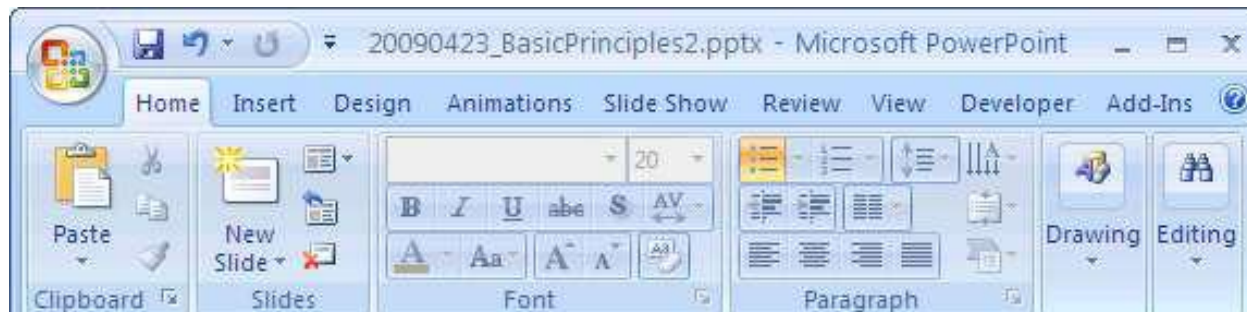 20090423_BasicPrinciples2.pptx - Microsoft PowerPoint
Home Insert Design Animations Slide Show Review View Developer Add-Ins
20
B I U abe S AV
Paste New Slide A Aa A A Drawing Editing
Clipboard Slides Font Paragraph